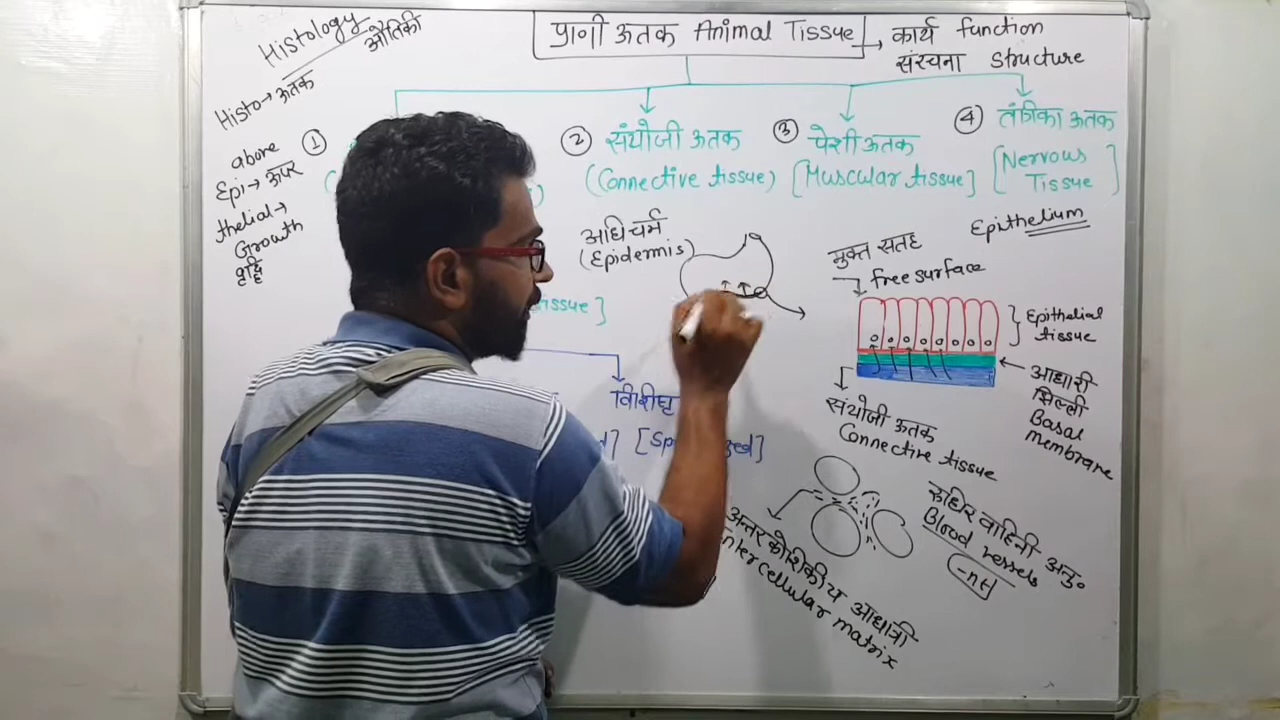 Histology
औतिकी
Histo→ ऊतक
above
Epi→ ऊपर
thelial→
Growth
वृद्धि
प्राणी ऊतक Animal Tissue → कार्य function
संरचना structure
①
② संयोजी ऊतक
(Connective tissue)
③ पेशी ऊतक
[Muscular tissue]
④ तंत्रिका ऊतक
[Nervous
Tissue]
अधिचर्म
(Epidermis)
tissue]
विशिष्ट
Epithelium
मुक्त सतह
free surface
Epithelial
tissue
आधारी
झिल्ली
Basal
membrane
संयोजी ऊतक
Connective tissue
रुधिर वाहिनी अनु॰
Blood vessels
-nt
अन्तरकोशिकीय आधात्री
Intercellular matrix